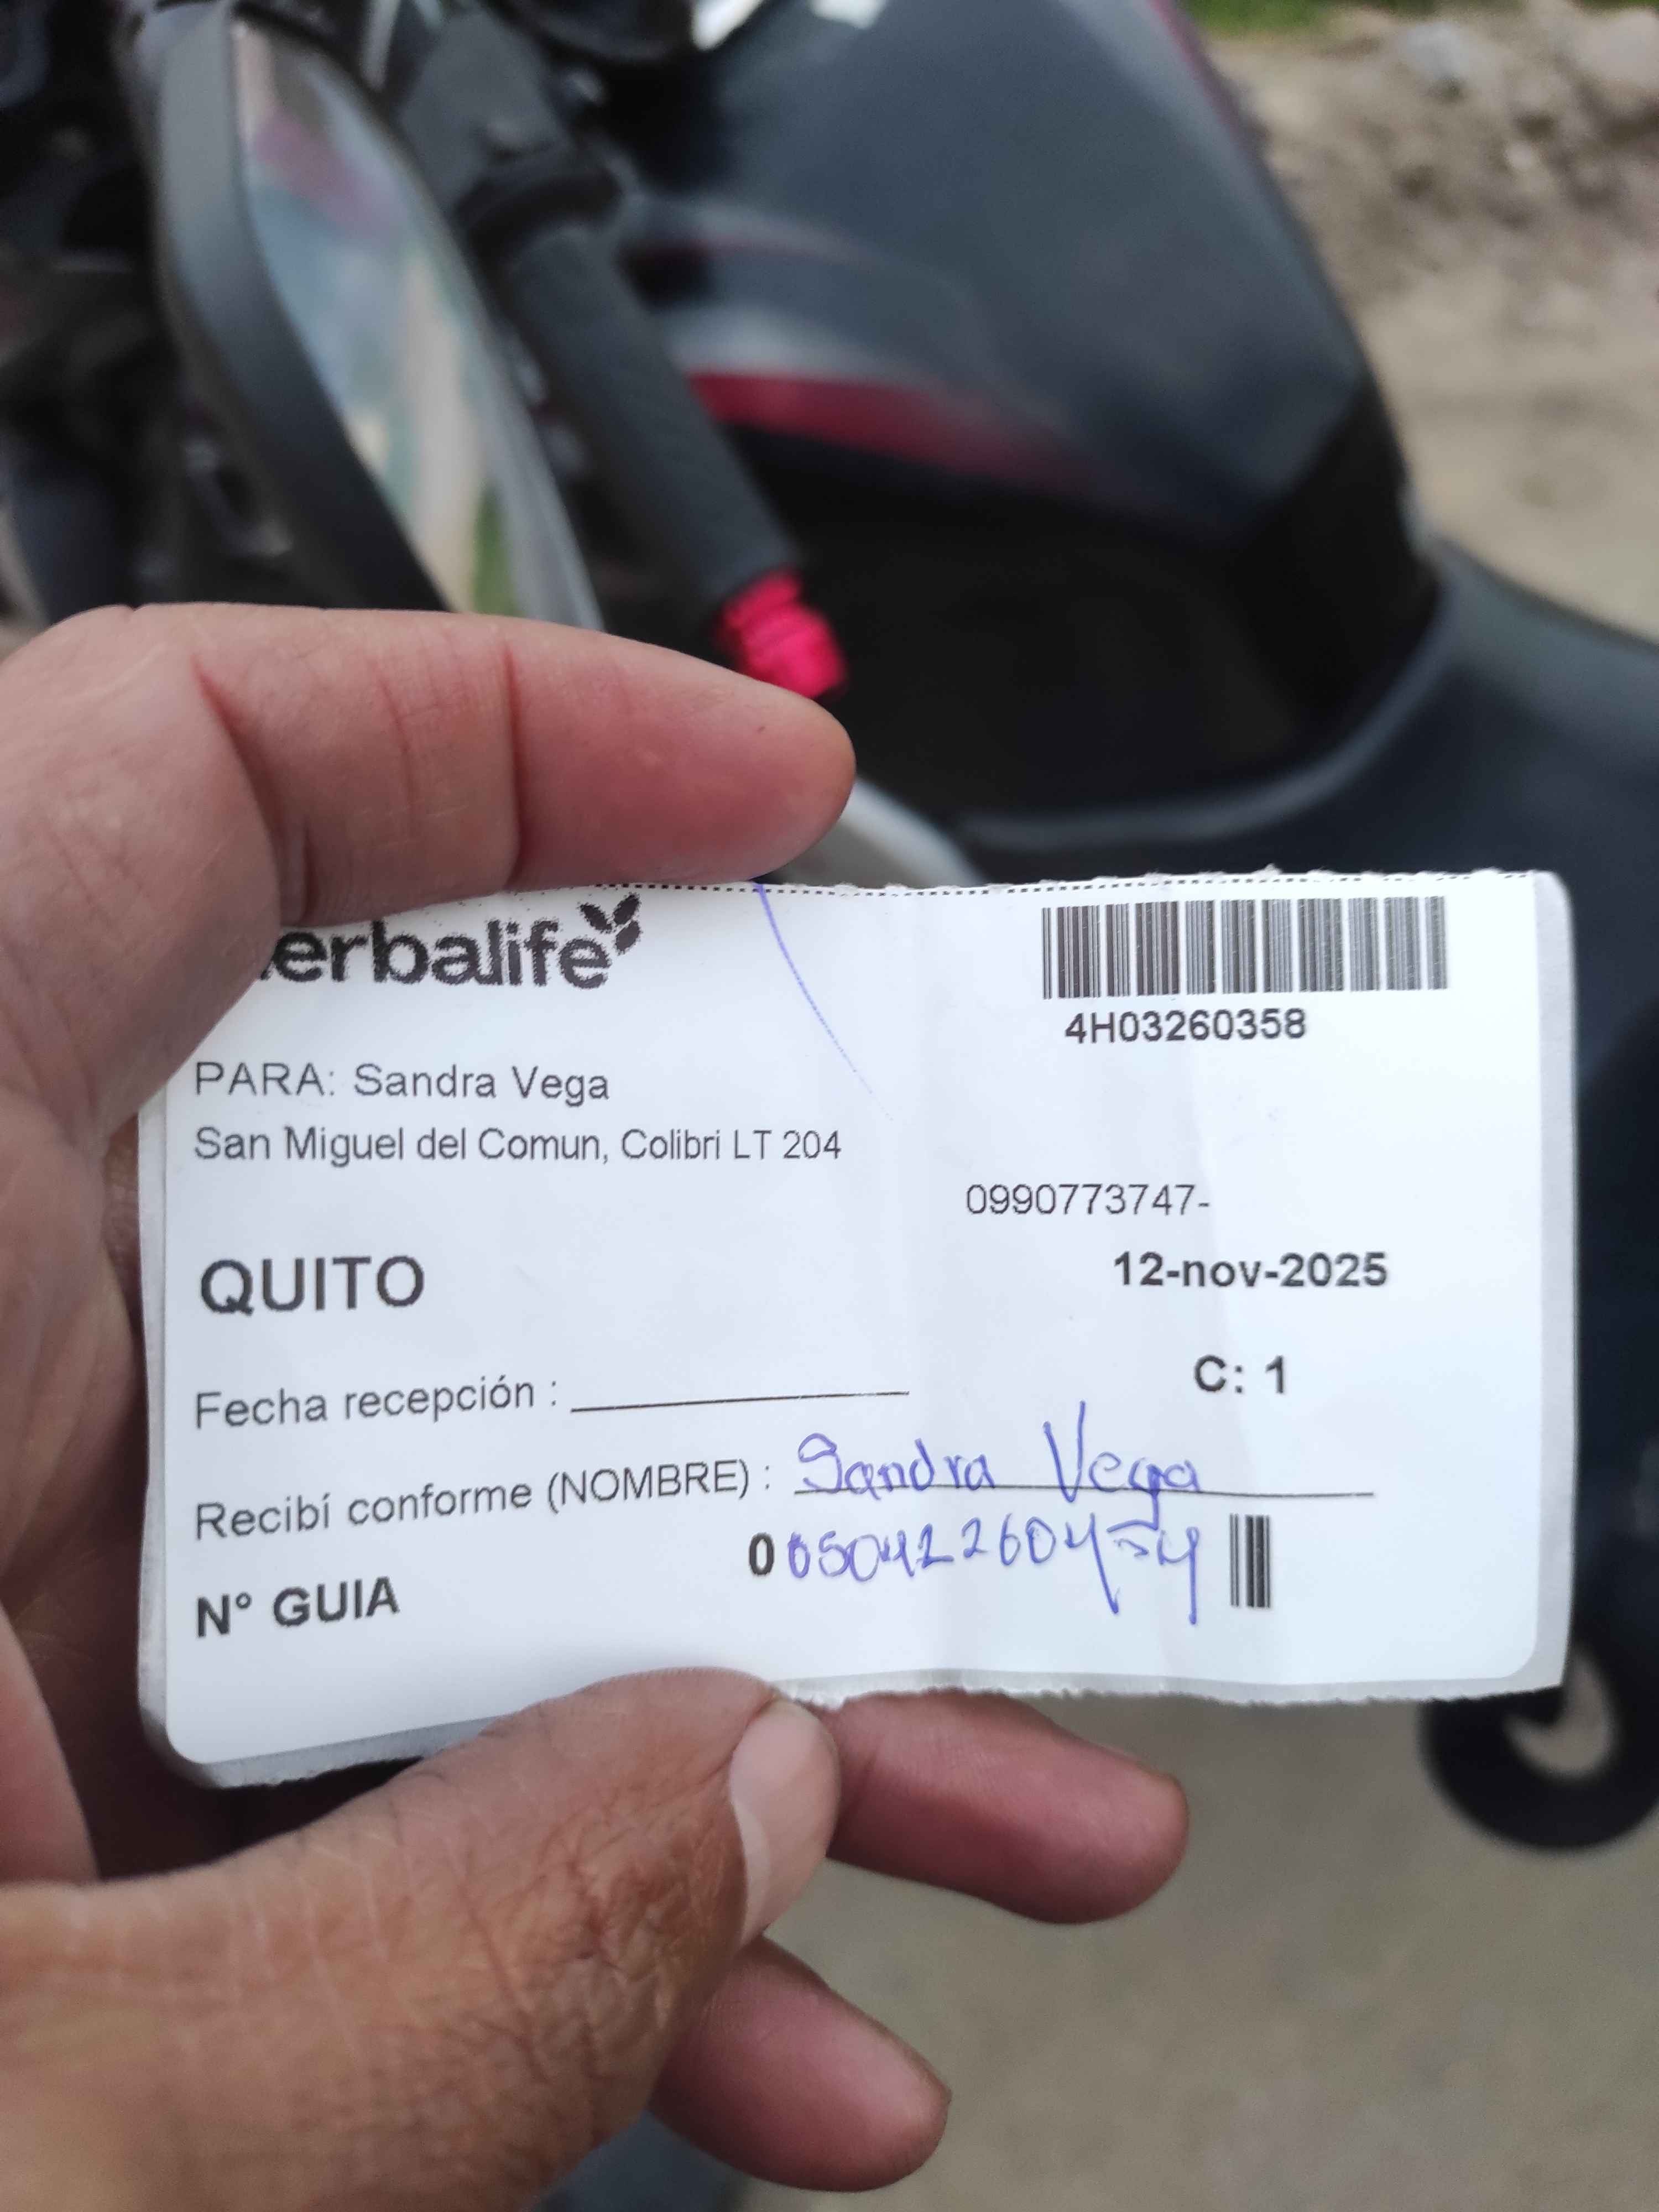 erbalife
4H03260358
PARA: Sandra Vega
San Miguel del Comun, Colibri LT 204
0990773747-
QUITO
12-nov-2025
C: 1
Fecha recepción :
Recibí conforme (NOMBRE) : Sandra Vega
0
N° GUIA